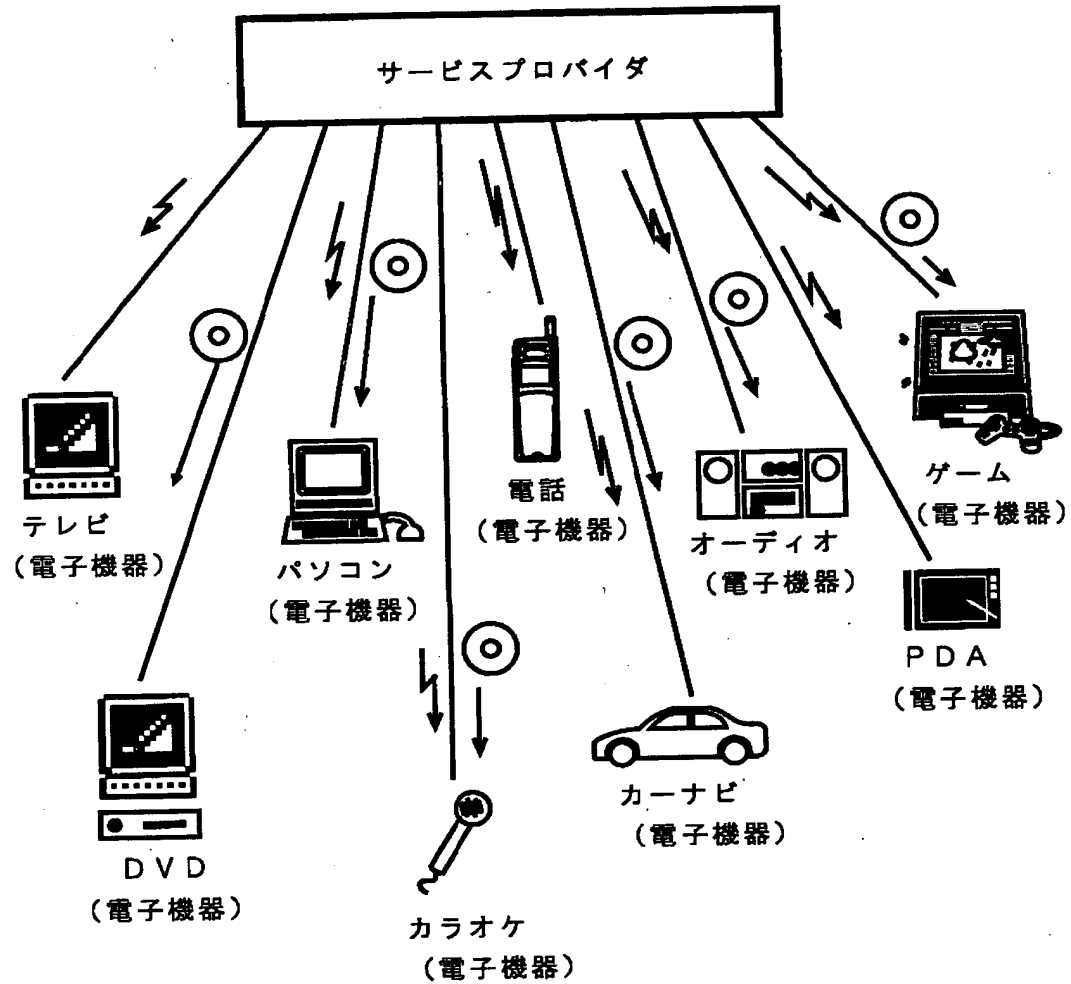 サービスプロバイダ
テレビ
(電子機器)
DVD
(電子機器)
パソコン
(電子機器)
カラオケ
(電子機器)
電話
(電子機器)
カーナビ
(電子機器)
オーディオ
(電子機器)
ゲーム
(電子機器)
PDA
(電子機器)